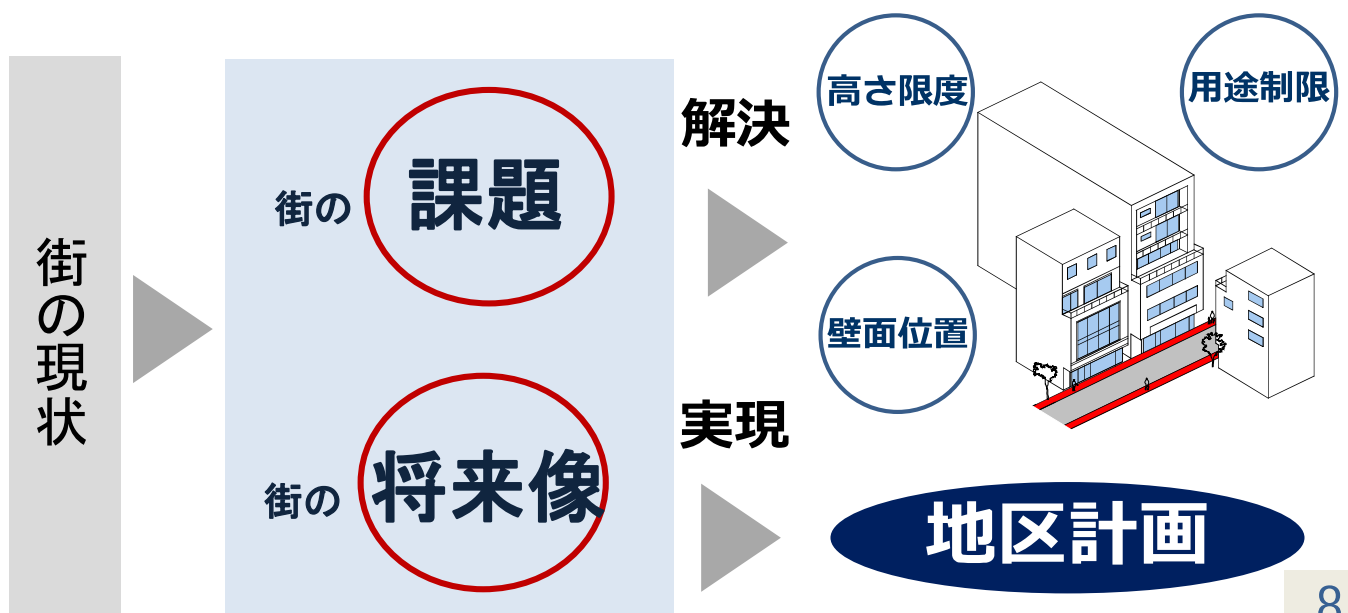 街の現状
街の 課題
街の 将来像
解決
実現
高さ限度
用途制限
壁面位置
地区計画
8